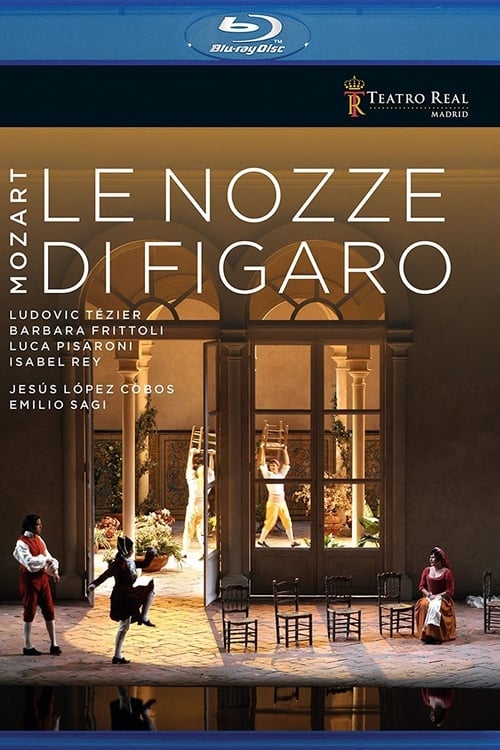 Blu-ray Disc
TM
TEATRO REAL
MADRID
MOZART
LE NOZZE
DI FIGARO
LUDOVIC TÉZIER
BARBARA FRITTOLI
LUCA PISARONI
ISABEL REY
JESÚS LÓPEZ COBOS
EMILIO SAGI